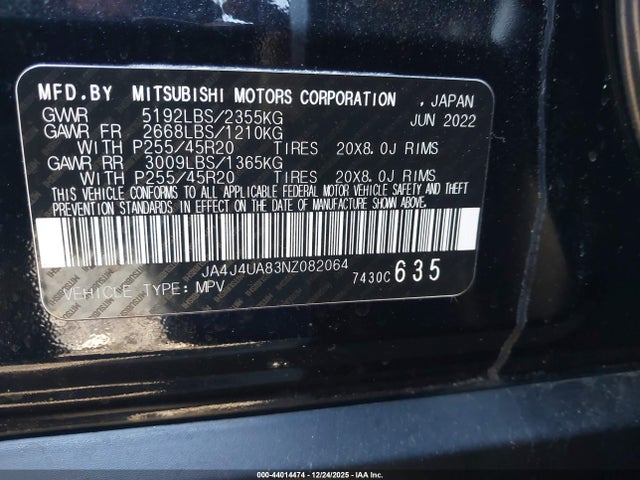 MFD.BY MITSUBISHI MOTORS CORPORATION , JAPAN
GVWR 5192LBS/2355KG JUN 2022
GAWR FR 2668LBS/1210KG
WITH P255/45R20 TIRES 20X8.0J RIMS
GAWR RR 3009LBS/1365KG
WITH P255/45R20 TIRES 20X8.0J RIMS
THIS VEHICLE CONFORMS TO ALL APPLICABLE FEDERAL MOTOR VEHICLE SAFETY AND THEFT
PREVENTION STANDARDS IN EFFECT ON THE DATE OF MANUFACTURE SHOWN ABOVE.
JA4J4UA83NZ082064
7430C 635
VEHICLE TYPE: MPV
000-44014474 • 12/24/2025 • IAA Inc.